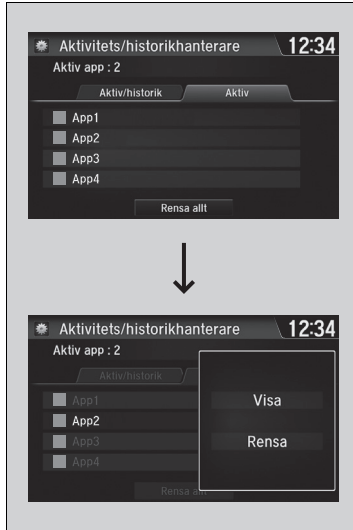 Aktivitets/historikhanterare 12:34
Aktiv app : 2
Aktiv/historik Aktiv
App1
App2
App3
App4
Rensa allt
Aktivitets/historikhanterare 12:34
Aktiv app : 2
Aktiv/historik
App1
App2
App3
App4
Visa
Rensa
Rensa allt